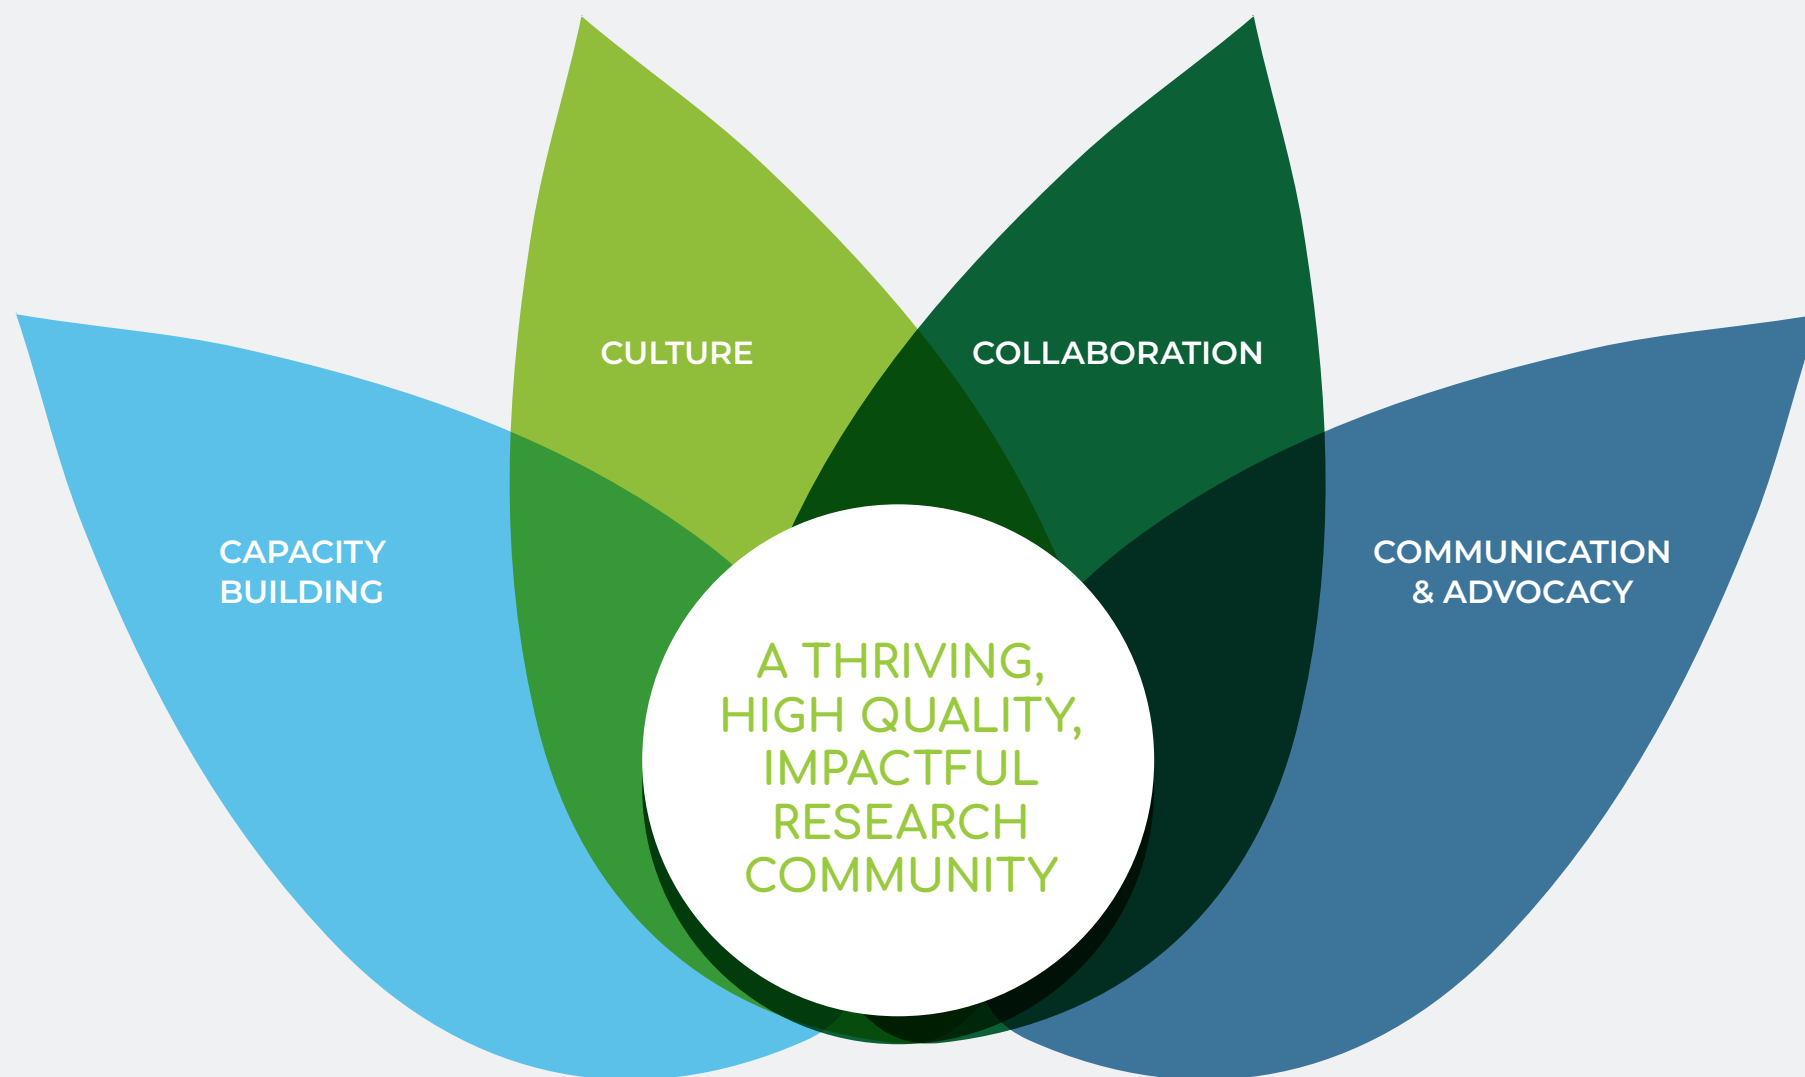 CULTURE
COLLABORATION
CAPACITY
BUILDING
COMMUNICATION
& ADVOCACY
A THRIVING,
HIGH QUALITY,
IMPACTFUL
RESEARCH
COMMUNITY